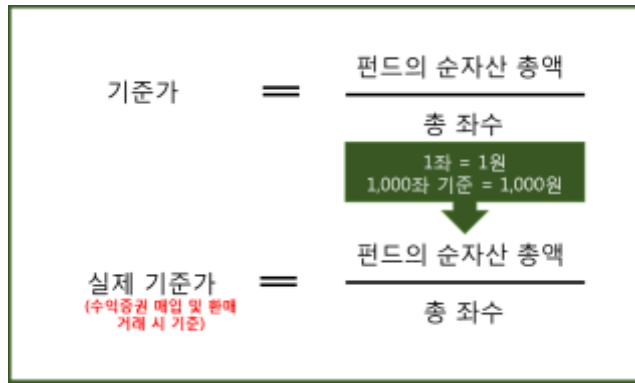 펀드의 순자산 총액
기준가 =
총 좌수
1좌 = 1원
1,000좌 기준 = 1,000원
펀드의 순자산 총액
실제 기준가 =
(수익증권 매입 및 환매
거래 시 기준)
총 좌수